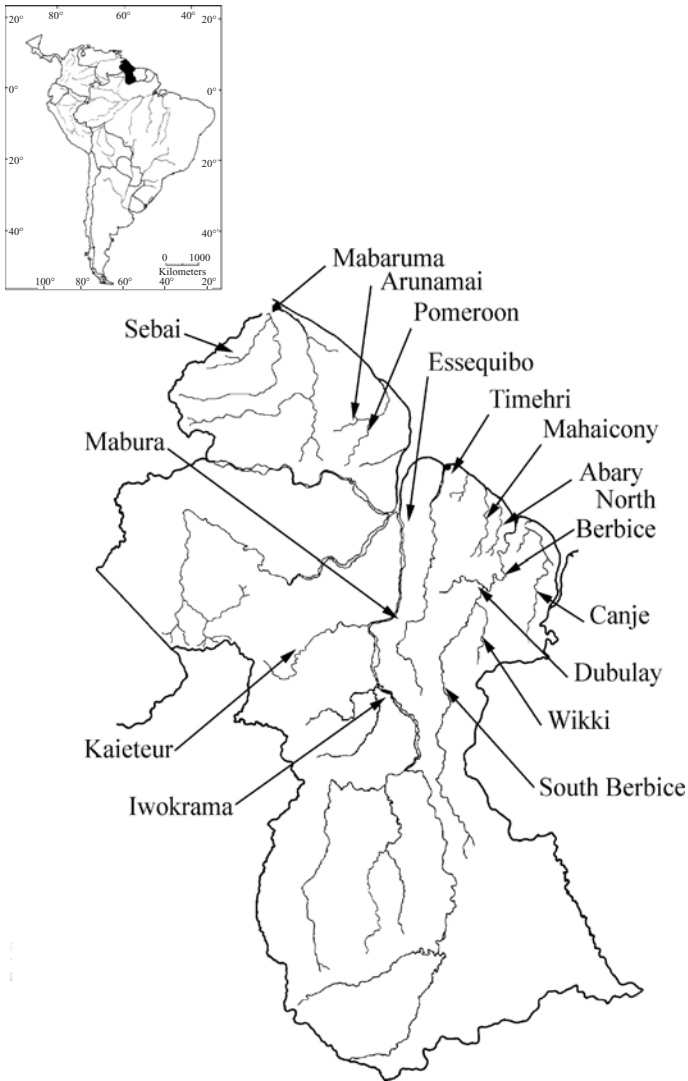 20°
80°
60°
40°
20°
0°
0°
20°
20°
40°
40°
0 1000
Kilometers
100°
80°
60°
40°
20°
Mabaruma
Arunamai
Pomeroon
Sebai
Essequibo
Timehri
Mahaicony
Mabura
Abary
North
Berbice
Canje
Dubulay
Wikki
Kaieteur
South Berbice
Iwokrama